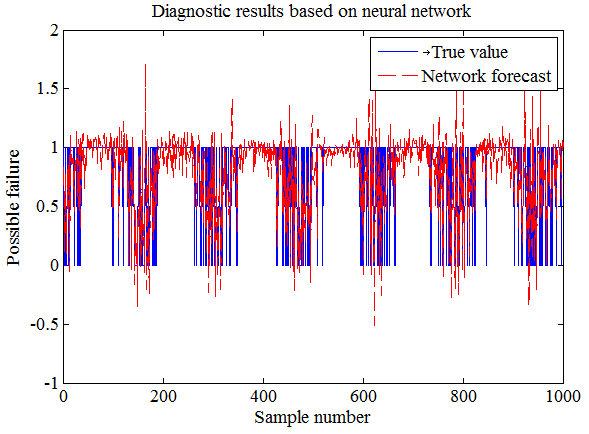 Diagnostic results based on neural network
2
1.5
1
0.5
0
-0.5
-1
Possible failure
→True value
Network forecast
0 200 400 600 800 1000
Sample number